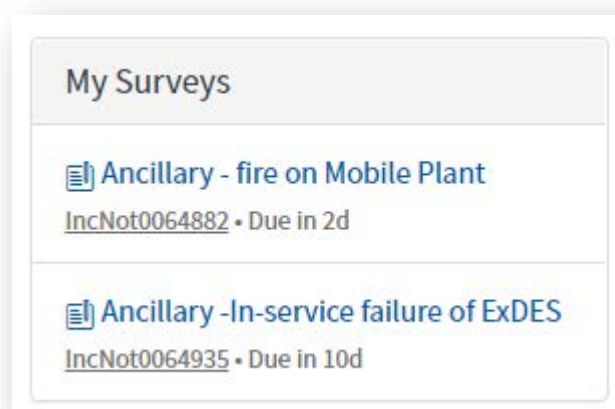 My Surveys
Ancillary - fire on Mobile Plant
IncNot0064882 • Due in 2d
Ancillary -In-service failure of ExDES
IncNot0064935 • Due in 10d